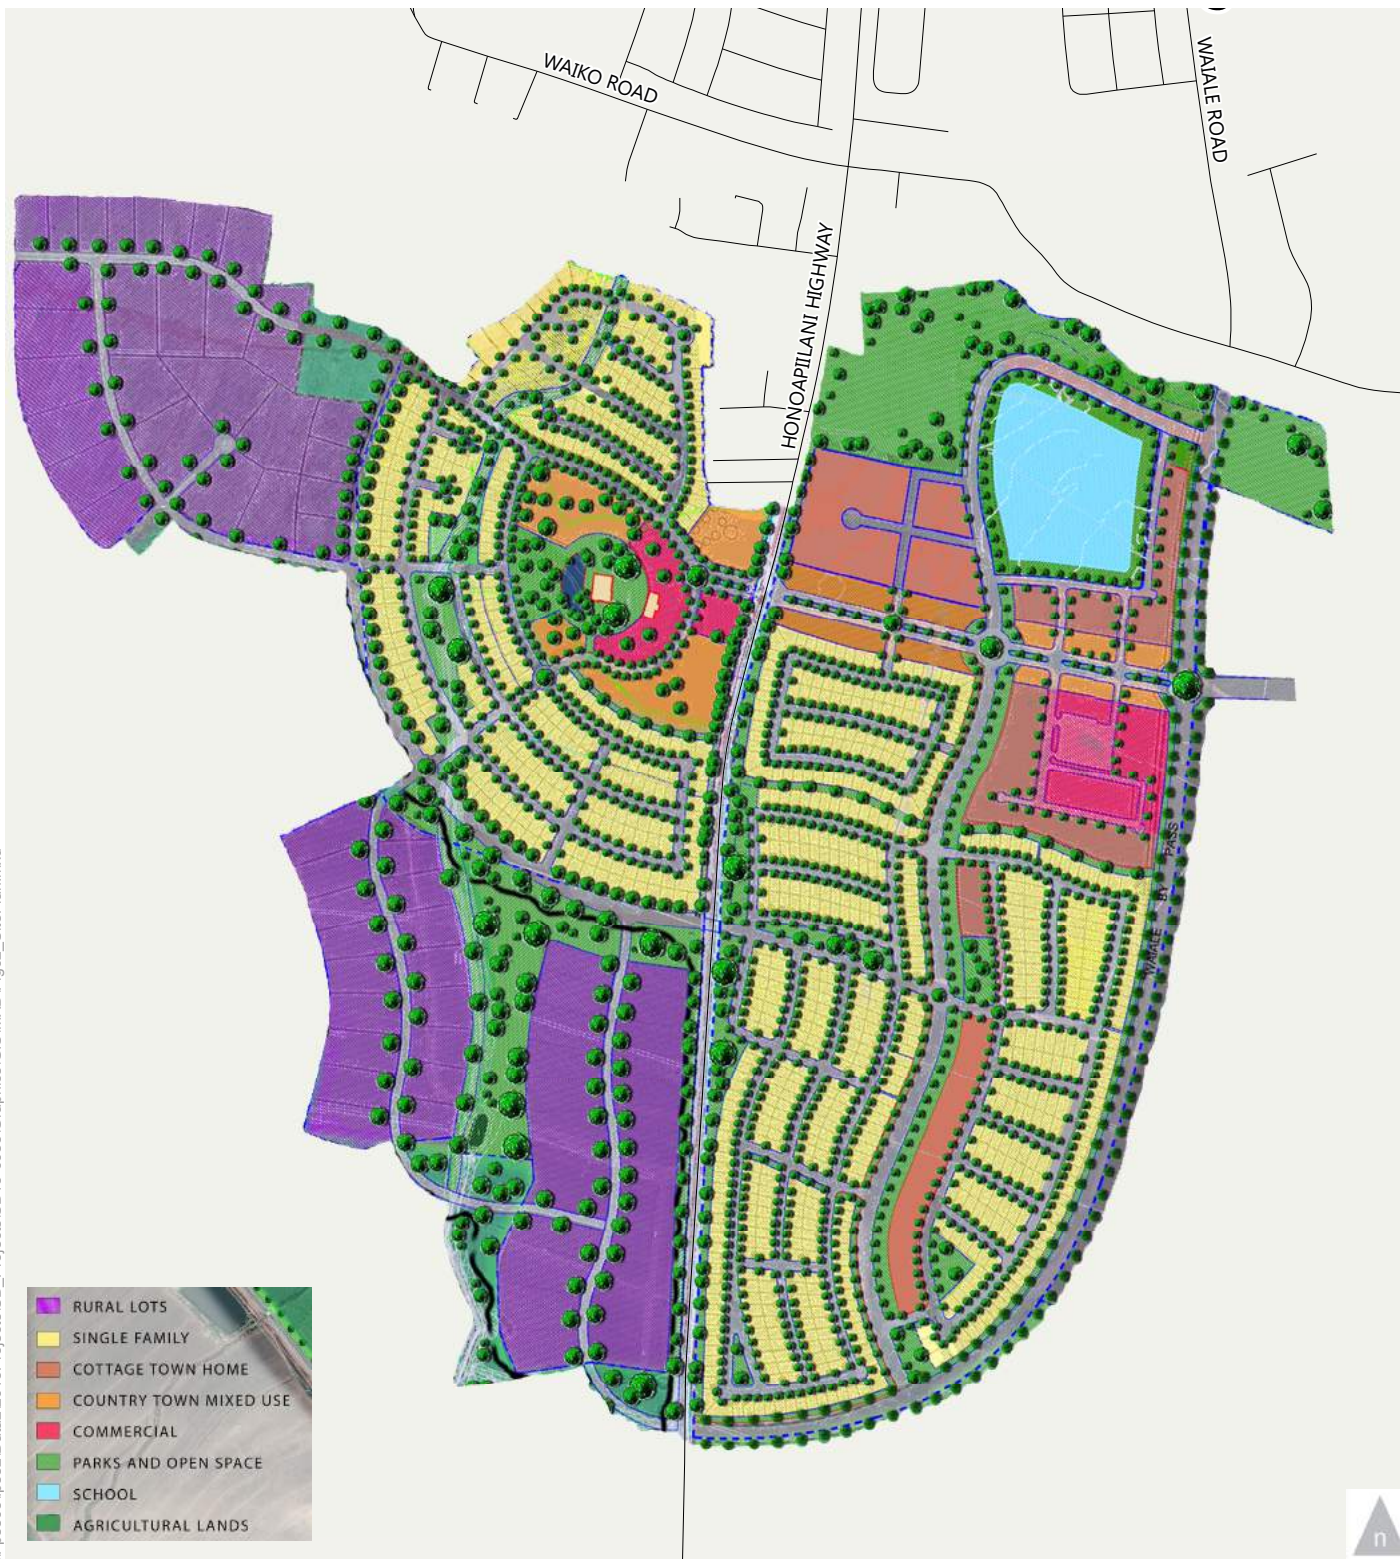 WAIKO ROAD
WAIALE ROAD
HONOAPIILANI HIGHWAY
WAIALE BY PASS
RURAL LOTS
SINGLE FAMILY
COTTAGE TOWN HOME
COUNTRY TOWN MIXED USE
COMMERCIAL
PARKS AND OPEN SPACE
SCHOOL
AGRICULTURAL LANDS
n